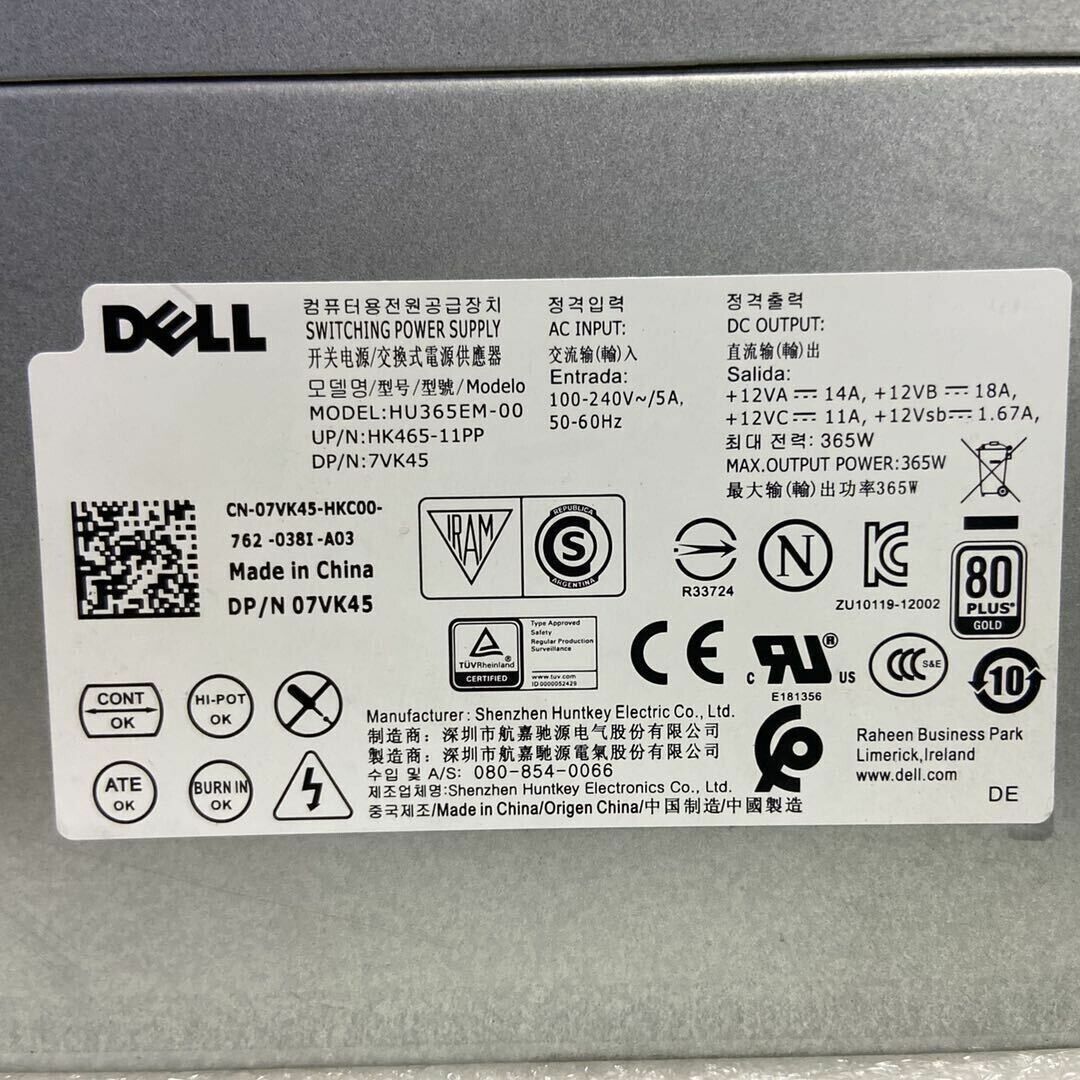 DELL
컴퓨터용전원공급장치
SWITCHING POWER SUPPLY
开关电源/交換式電源供應器
모델명/型号/型號/Modelo
MODEL:HU365EM-00
UP/N:HK465-11PP
DP/N:7VK45
정격입력
AC INPUT:
交流输(輸)入
Entrada:
100-240V~/5A,
50-60Hz
정격출력
DC OUTPUT:
直流输(輸)出
Salida:
+12VA ⎓ 14A, +12VB ⎓ 18A,
+12VC ⎓ 11A, +12Vsb⎓ 1.67A,
최대 전력: 365W
MAX.OUTPUT POWER:365W
最大输(輸)出功率365W
CN-07VK45-HKC00-
762 -038I -A03
Made in China
DP/N 07VK45
IRAM
REPUBLICA
S
ARGENTINA
R33724
N
KC
ZU10119-12002
80
PLUS®
GOLD
TÜVRheinland®
CERTIFIED
Type Approved
Safety
Regular Production
Surveillance
www.tuv.com
ID 0000052429
CE
c RU® US
E181356
CCC S&E
10
CONT
OK
HI-POT
OK
ATE
OK
BURN IN
OK
Manufacturer: Shenzhen Huntkey Electric Co., Ltd.
制造商: 深圳市航嘉驰源电气股份有限公司
製造商: 深圳市航嘉馳源電氣股份有限公司
수입 및 A/S: 080-854-0066
제조업체명:Shenzhen Huntkey Electronics Co., Ltd.
중국제조/Made in China/Origen China/中国制造/中國製造
Raheen Business Park
Limerick,Ireland
www.dell.com
DE